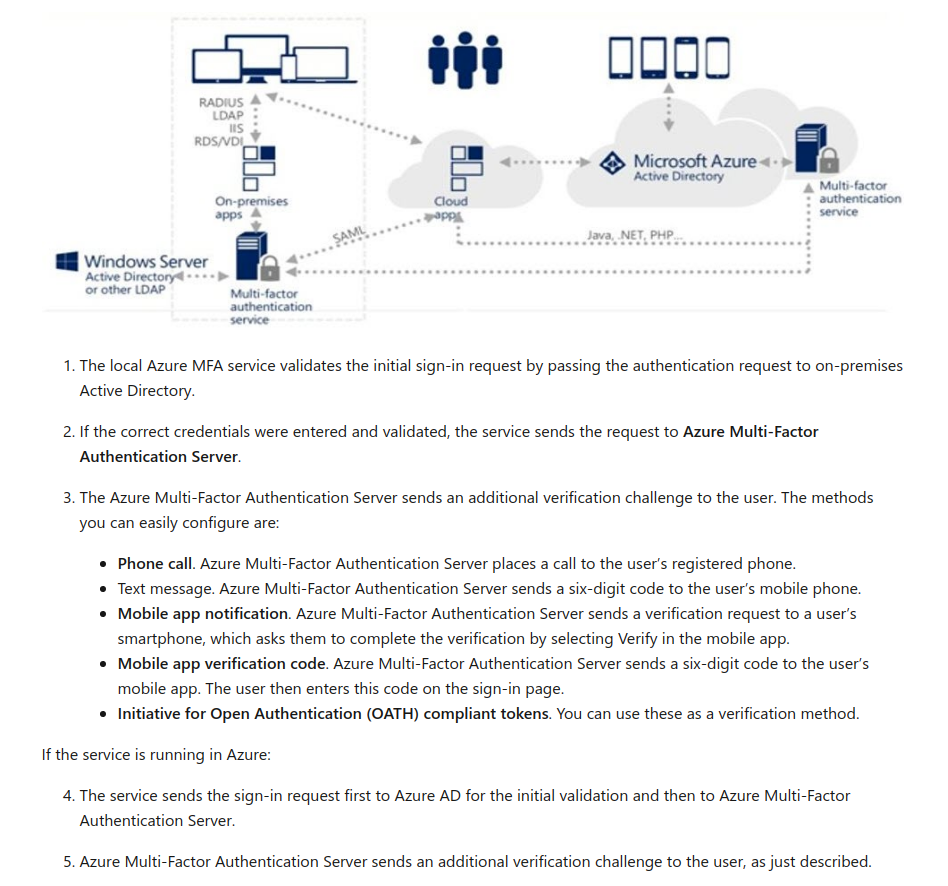 RADIUS
LDAP
IIS
RDS/VDI
On-premises
apps
Cloud
apps
Microsoft Azure
Active Directory
Multi-factor
authentication
service
SAML
Java, .NET, PHP...
Windows Server
Active Directory
or other LDAP
Multi-factor
authentication
service
1. The local Azure MFA service validates the initial sign-in request by passing the authentication request to on-premises
Active Directory.
2. If the correct credentials were entered and validated, the service sends the request to Azure Multi-Factor
Authentication Server.
3. The Azure Multi-Factor Authentication Server sends an additional verification challenge to the user. The methods
you can easily configure are:
• Phone call. Azure Multi-Factor Authentication Server places a call to the user’s registered phone.
• Text message. Azure Multi-Factor Authentication Server sends a six-digit code to the user’s mobile phone.
• Mobile app notification. Azure Multi-Factor Authentication Server sends a verification request to a user’s
smartphone, which asks them to complete the verification by selecting Verify in the mobile app.
• Mobile app verification code. Azure Multi-Factor Authentication Server sends a six-digit code to the user’s
mobile app. The user then enters this code on the sign-in page.
• Initiative for Open Authentication (OATH) compliant tokens. You can use these as a verification method.
If the service is running in Azure:
4. The service sends the sign-in request first to Azure AD for the initial validation and then to Azure Multi-Factor
Authentication Server.
5. Azure Multi-Factor Authentication Server sends an additional verification challenge to the user, as just described.